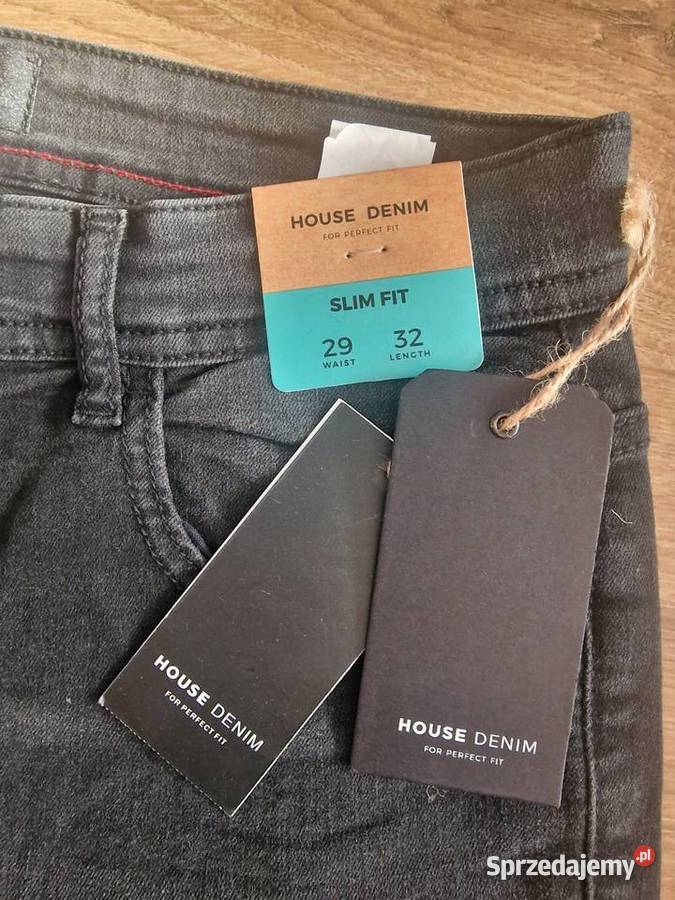 HOUSE DENIM
FOR PERFECT FIT
SLIM FIT
29 32
WAIST LENGTH
HOUSE DENIM
FOR PERFECT FIT
HOUSE DENIM
FOR PERFECT FIT
Sprzedajemy.pl